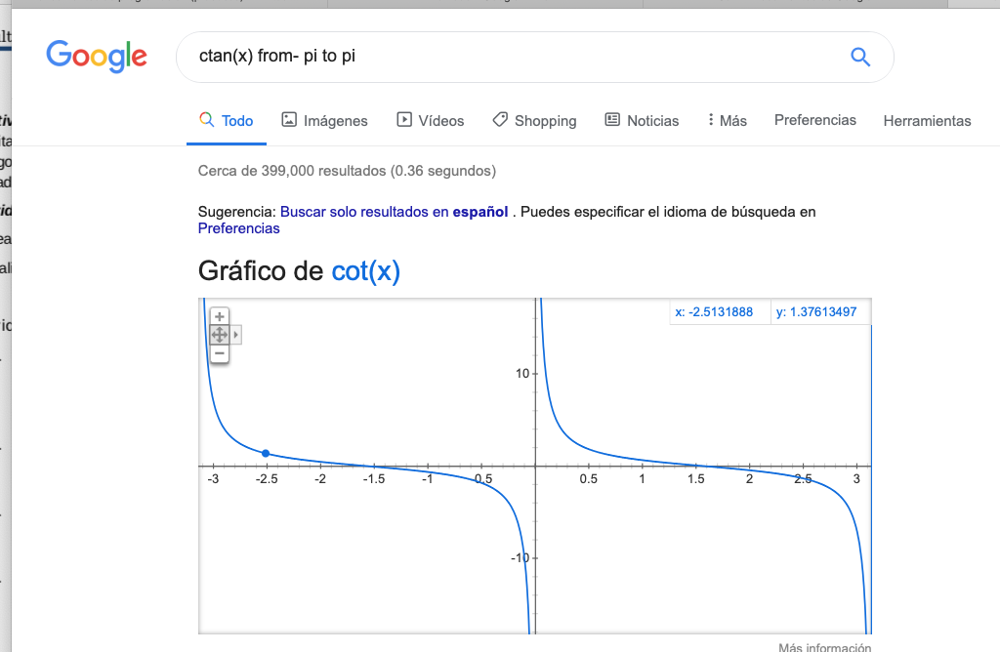 Google
ctan(x) from- pi to pi
Todo Imágenes Vídeos Shopping Noticias Más Preferencias Herramientas
Cerca de 399,000 resultados (0.36 segundos)
Sugerencia: Buscar solo resultados en español . Puedes especificar el idioma de búsqueda en
Preferencias
Gráfico de cot(x)
x: -2.5131888 y: 1.37613497
10
-3 -2.5 -2 -1.5 -1 -0.5 0.5 1 1.5 2 2.5 3
-10
Más información